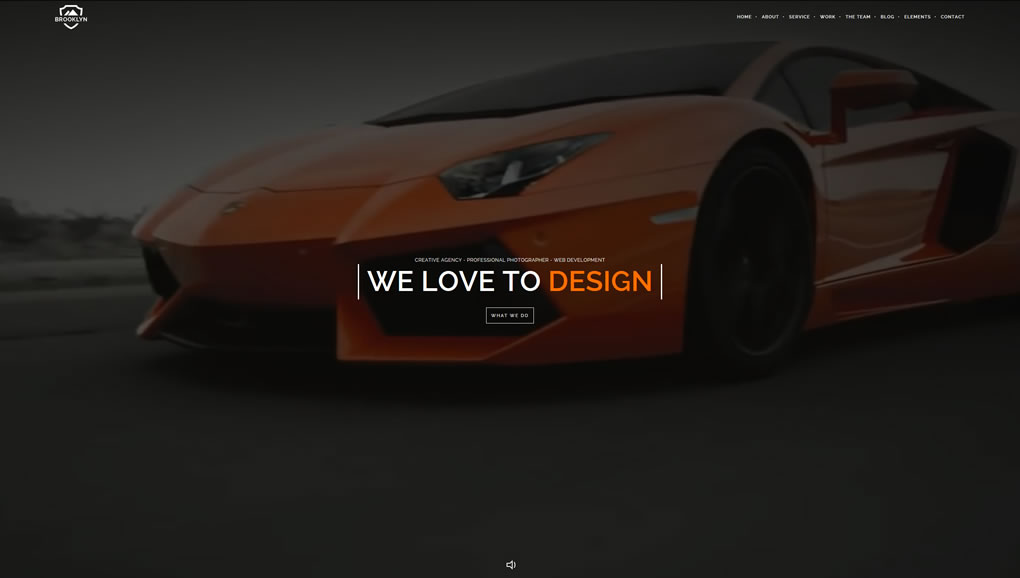 BROOKLYN
HOME • ABOUT • SERVICE • WORK • THE TEAM • BLOG • ELEMENTS • CONTACT
CREATIVE AGENCY - PROFESSIONAL PHOTOGRAPHER - WEB DEVELOPMENT
WE LOVE TO DESIGN
WHAT WE DO